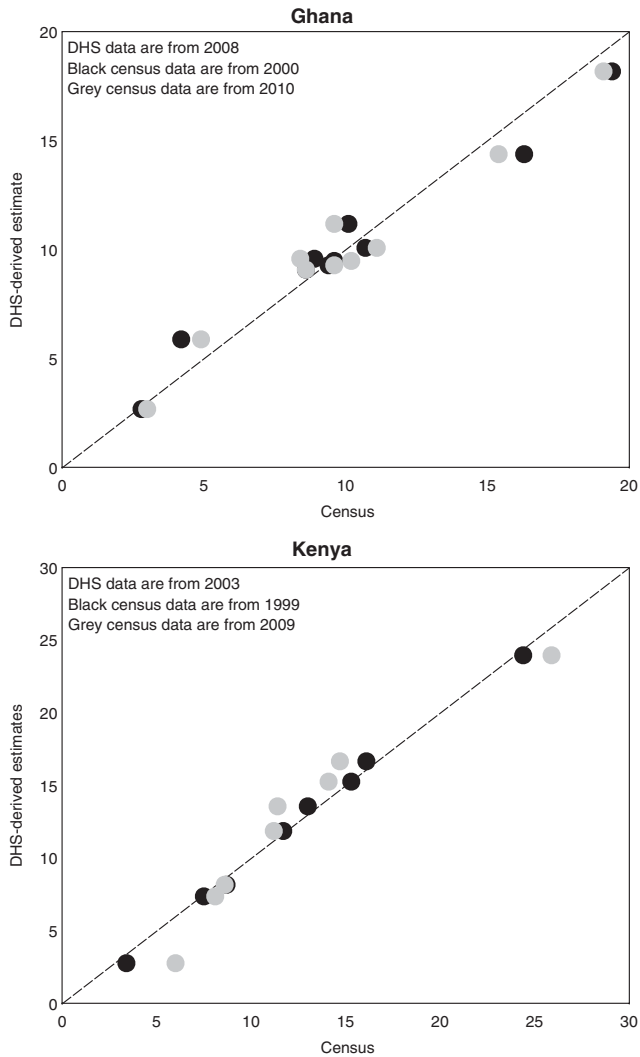 Ghana
20
DHS data are from 2008
Black census data are from 2000
Grey census data are from 2010
15
DHS-derived estimate
10
5
0
0 5 10 15 20
Census
Kenya
30
DHS data are from 2003
Black census data are from 1999
Grey census data are from 2009
25
20
DHS-derived estimates
15
10
5
0
0 5 10 15 20 25 30
Census